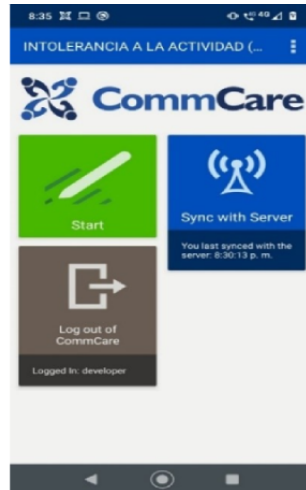 8:35
4G
INTOLERANCIA A LA ACTIVIDAD (...
CommCare
Start
Sync with Server
You last synced with the
server: 8:30:13 p. m.
Log out of
CommCare
Logged In: developer